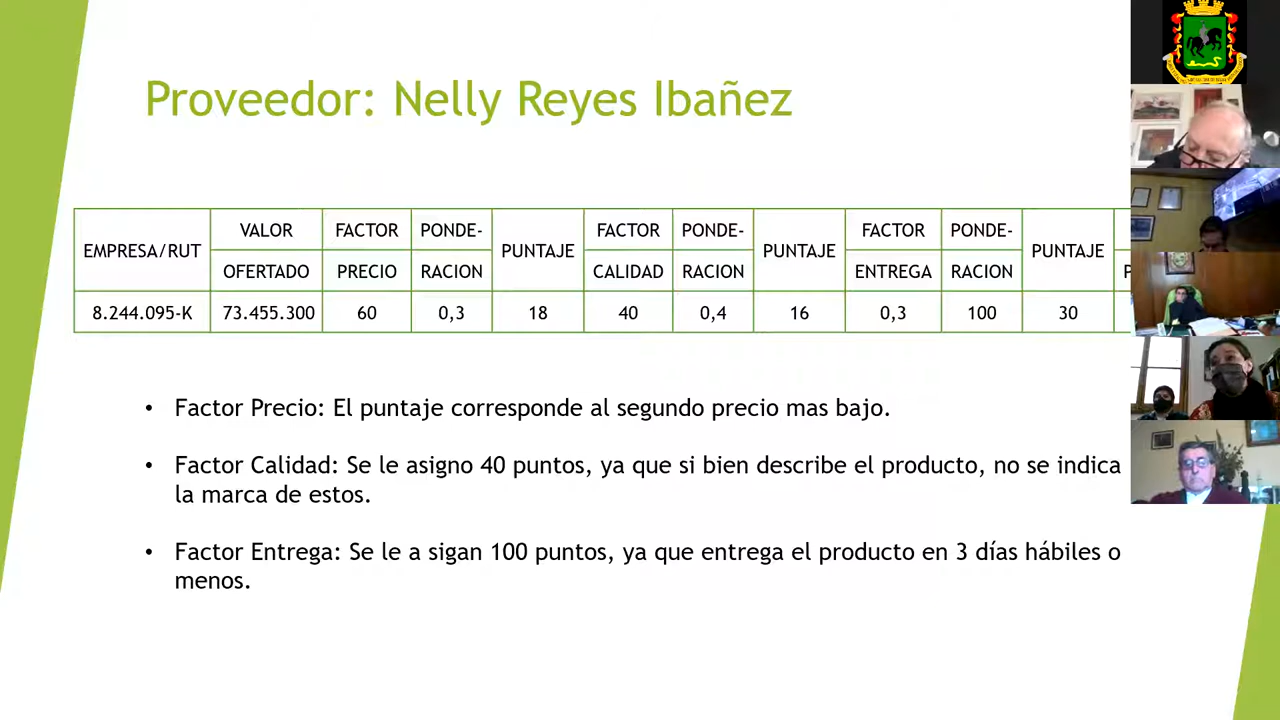 Proveedor: Nelly Reyes Ibañez
EMPRESA/RUT VALOR OFERTADO FACTOR PRECIO PONDE-RACION PUNTAJE FACTOR CALIDAD PONDE-RACION PUNTAJE FACTOR ENTREGA PONDE-RACION PUNTAJE P
8.244.095-K 73.455.300 60 0,3 18 40 0,4 16 0,3 100 30
• Factor Precio: El puntaje corresponde al segundo precio mas bajo.
• Factor Calidad: Se le asigno 40 puntos, ya que si bien describe el producto, no se indica
la marca de estos.
• Factor Entrega: Se le a sigan 100 puntos, ya que entrega el producto en 3 días hábiles o
menos.